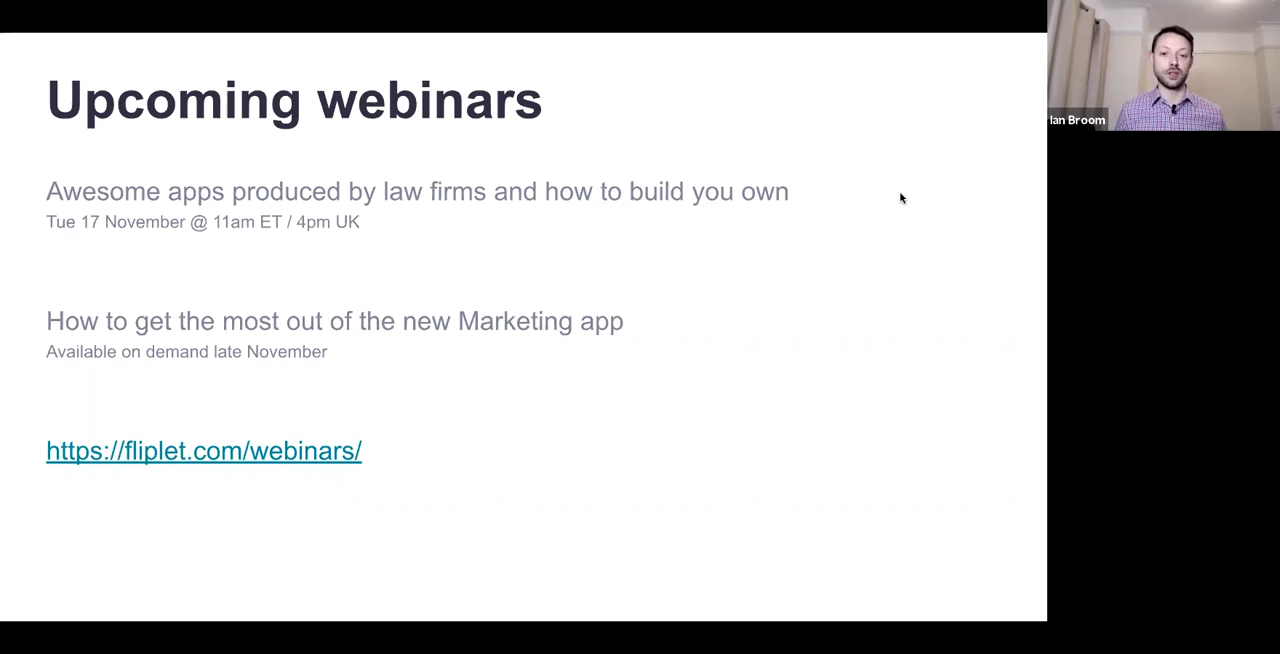 Upcoming webinars
Awesome apps produced by law firms and how to build you own
Tue 17 November @ 11am ET / 4pm UK
How to get the most out of the new Marketing app
Available on demand late November
https://fliplet.com/webinars/
Ian Broom